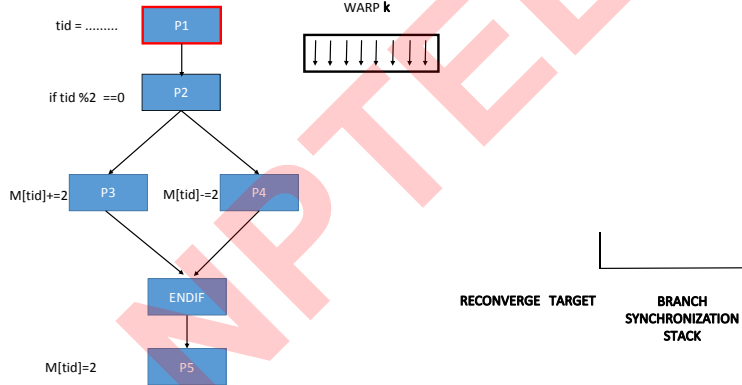 tid = .........
P1
WARP k
if tid %2 ==0
P2
M[tid]+=2
P3
M[tid]-=2
P4
ENDIF
RECONVERGE TARGET
BRANCH
SYNCHRONIZATION
STACK
M[tid]=2
P5
NPTEL